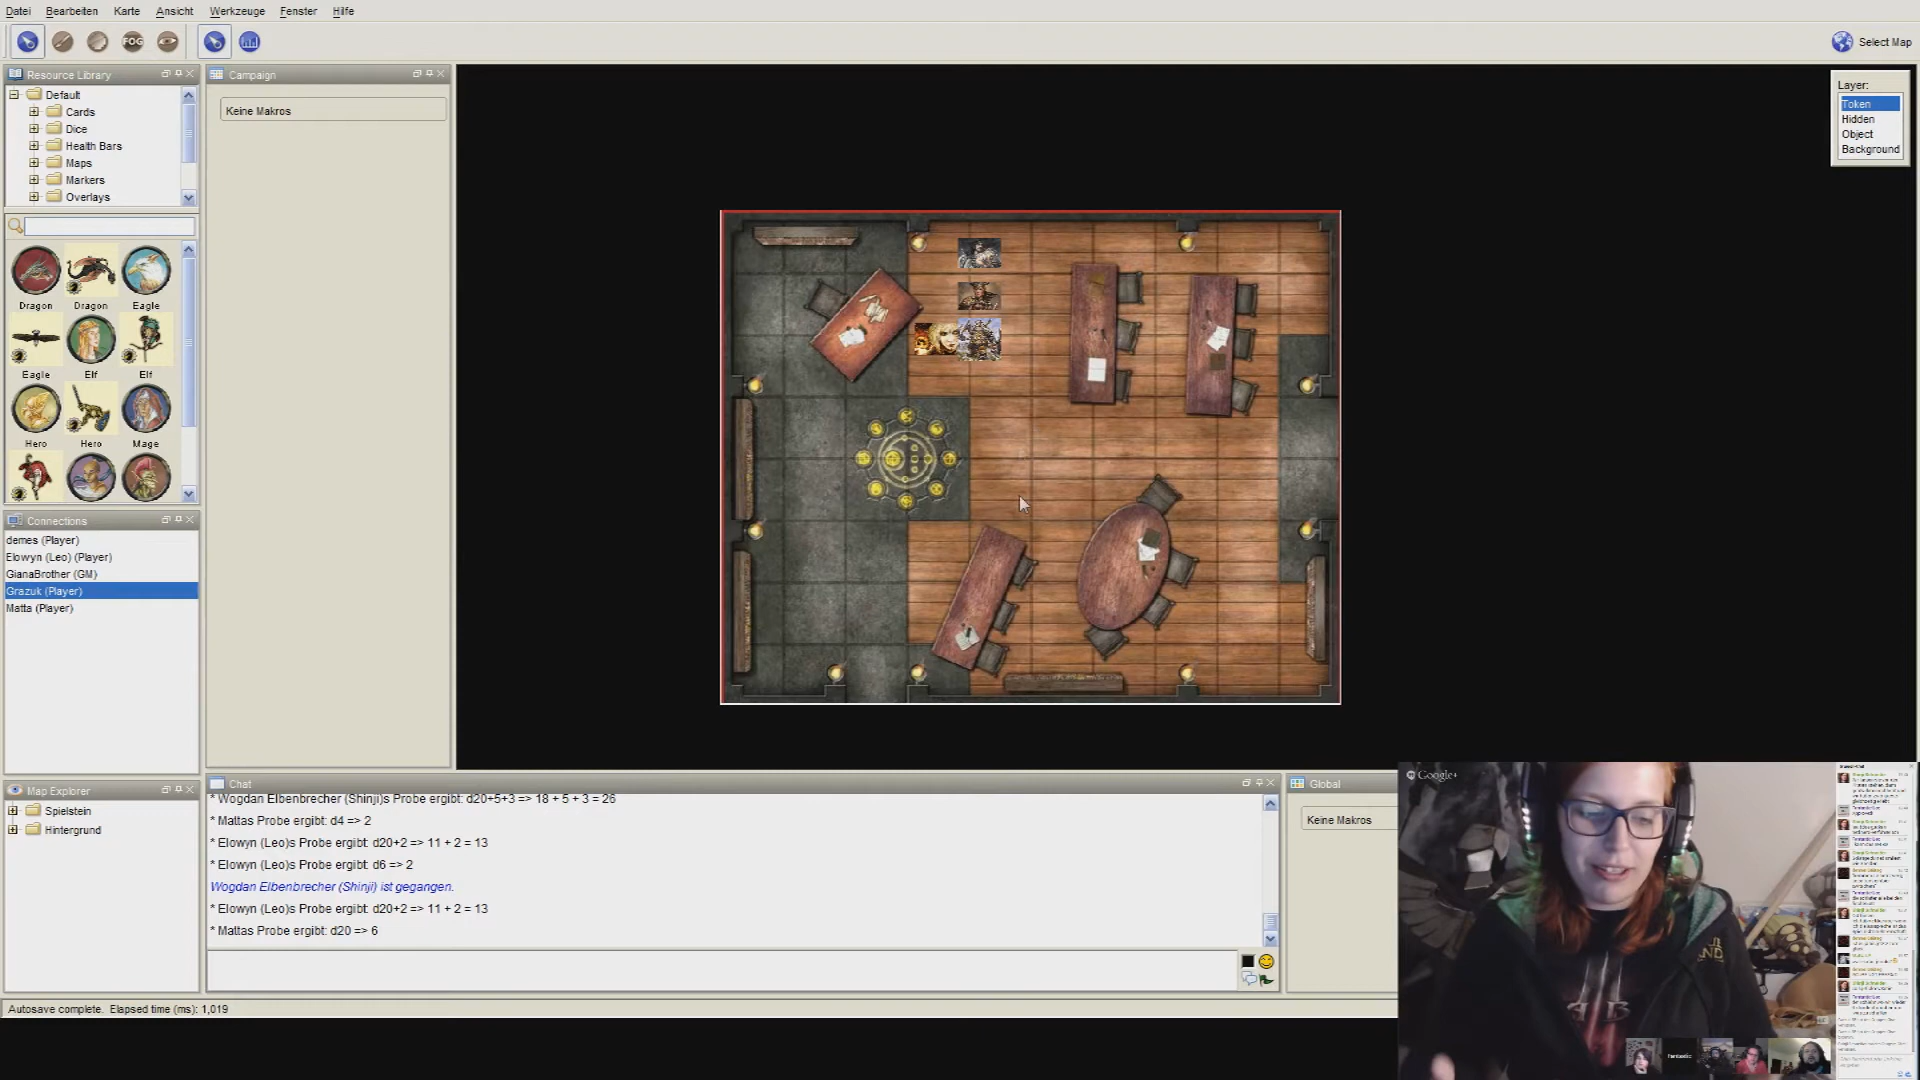 Datei Bearbeiten Karte Ansicht Werkzeuge Fenster Hilfe
FOG
Select Map
Resource Library
Default
Cards
Dice
Health Bars
Maps
Markers
Overlays
Dragon Dragon Eagle
Eagle Elf Elf
Hero Hero Mage
Campaign
Keine Makros
Layer:
Token
Hidden
Object
Background
Connections
demes (Player)
Elowyn (Leo) (Player)
GianaBrother (GM)
Grazuk (Player)
Matta (Player)
Map Explorer
Spielstein
Hintergrund
Chat
* Wogdan Elbenbrecher (Shinji)s Probe ergibt: d20+5+3 => 18 + 5 + 3 = 26
* Mattas Probe ergibt: d4 => 2
* Elowyn (Leo)s Probe ergibt: d20+2 => 11 + 2 = 13
* Elowyn (Leo)s Probe ergibt: d6 => 2
Wogdan Elbenbrecher (Shinji) ist gegangen.
* Elowyn (Leo)s Probe ergibt: d20+2 => 11 + 2 = 13
* Mattas Probe ergibt: d20 => 6
Global
Keine Makros
Google+
Fantastic
Autosave complete. Elapsed time (ms): 1,019